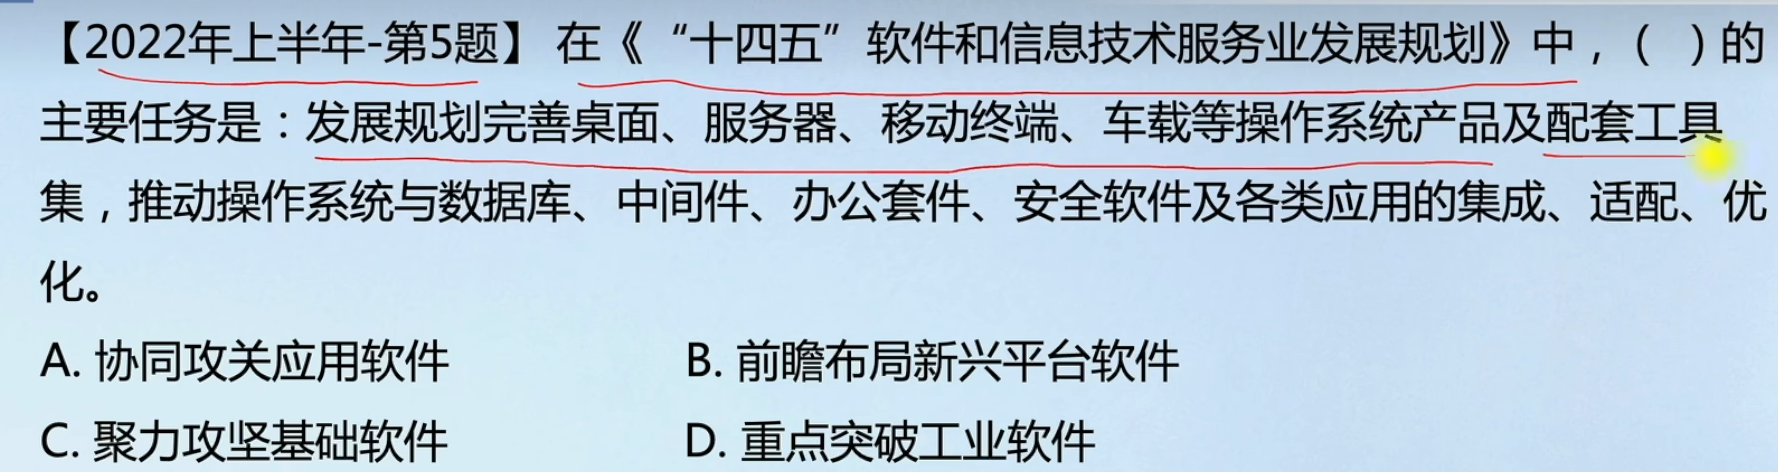 【2022年上半年-第5题】在《“十四五”软件和信息技术服务业发展规划》中，（ ）的
主要任务是：发展规划完善桌面、服务器、移动终端、车载等操作系统产品及配套工具
集，推动操作系统与数据库、中间件、办公套件、安全软件及各类应用的集成、适配、优
化。
A. 协同攻关应用软件 B. 前瞻布局新兴平台软件
C. 聚力攻坚基础软件 D. 重点突破工业软件